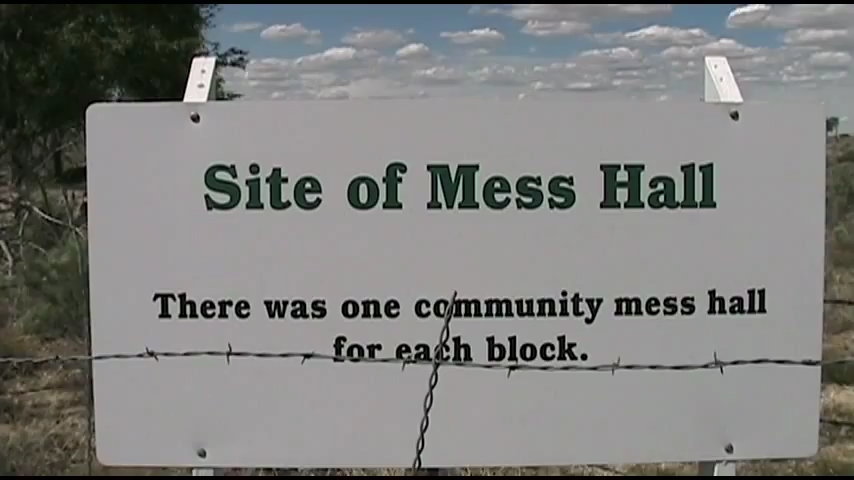 Site of Mess Hall
There was one community mess hall
for each block.